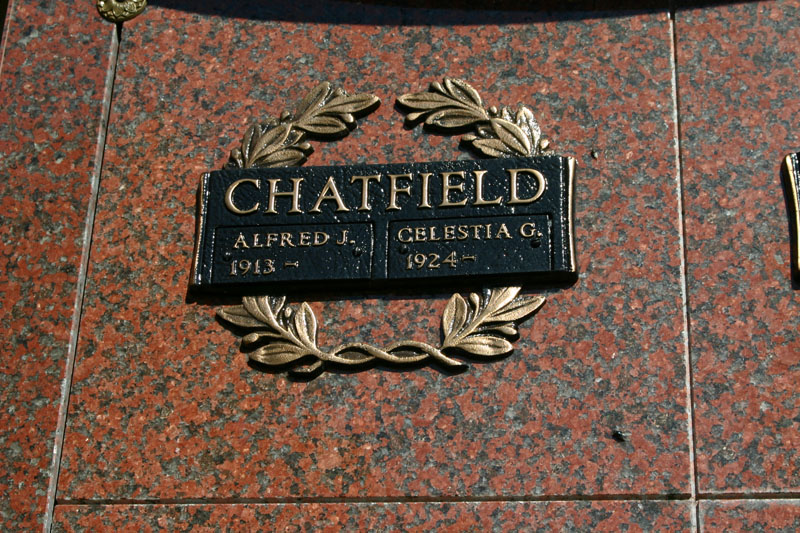 CHATFIELD
ALFRED J. CELESTIA G.
1913 - 1924 -